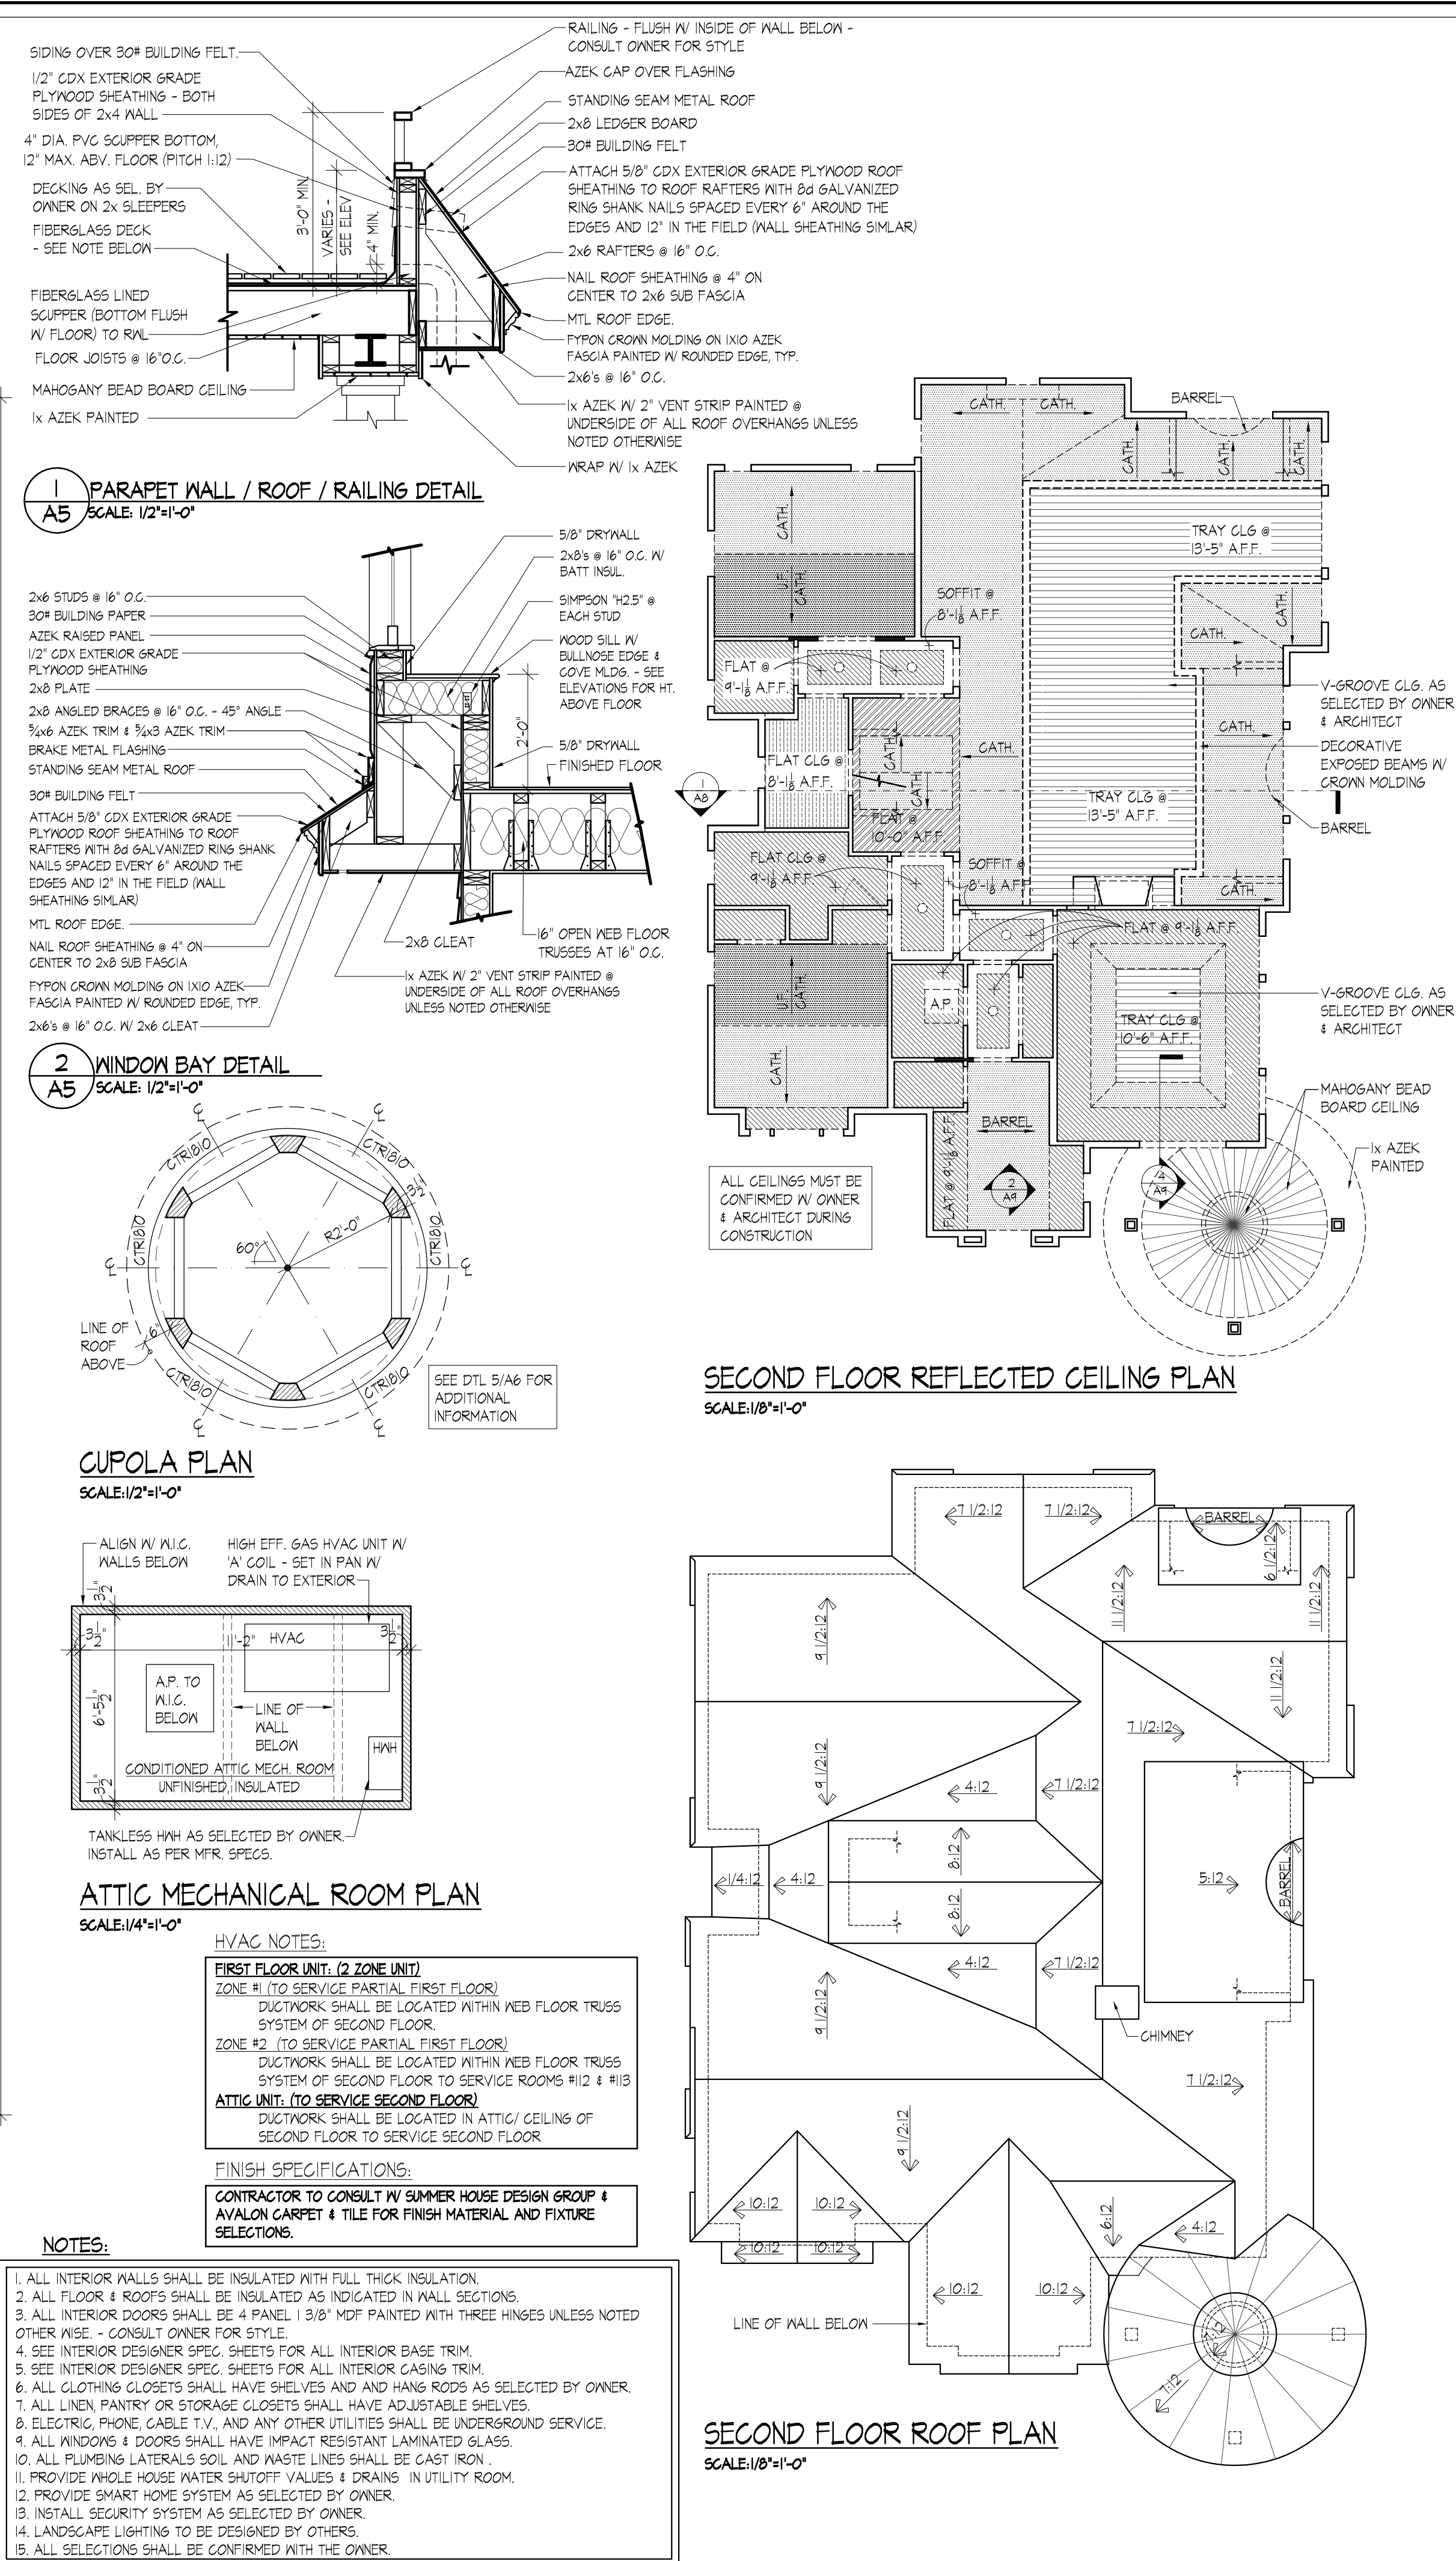 SIDING OVER 30# BUILDING FELT.
1/2" CDX EXTERIOR GRADE
PLYWOOD SHEATHING - BOTH
SIDES OF 2x4 WALL
4" DIA. PVC SCUPPER BOTTOM,
12" MAX. ABV. FLOOR (PITCH 1:12)
DECKING AS SEL. BY
OWNER ON 2x SLEEPERS
FIBERGLASS DECK
- SEE NOTE BELOW
FIBERGLASS LINED
SCUPPER (BOTTOM FLUSH
W/ FLOOR) TO RWL
FLOOR JOISTS @ 16"O.C.
MAHOGANY BEAD BOARD CEILING
1x AZEK PAINTED
3'-0" MIN.
VARIES -
SEE ELEV
4" MIN.
RAILING - FLUSH W/ INSIDE OF WALL BELOW -
CONSULT OWNER FOR STYLE
AZEK CAP OVER FLASHING
STANDING SEAM METAL ROOF
2x8 LEDGER BOARD
30# BUILDING FELT
ATTACH 5/8" CDX EXTERIOR GRADE PLYWOOD ROOF
SHEATHING TO ROOF RAFTERS WITH 8d GALVANIZED
RING SHANK NAILS SPACED EVERY 6" AROUND THE
EDGES AND 12" IN THE FIELD (WALL SHEATHING SIMLAR)
2x6 RAFTERS @ 16" O.C.
NAIL ROOF SHEATHING @ 4" ON
CENTER TO 2x6 SUB FASCIA
MTL ROOF EDGE.
FYPON CROWN MOLDING ON 1X10 AZEK
FASCIA PAINTED W/ ROUNDED EDGE, TYP.
2x6's @ 16" O.C.
1x AZEK W/ 2" VENT STRIP PAINTED @
UNDERSIDE OF ALL ROOF OVERHANGS UNLESS
NOTED OTHERWISE
WRAP W/ 1x AZEK
1
A5
PARAPET WALL / ROOF / RAILING DETAIL
SCALE: 1/2"=1'-0"
2x6 STUDS @ 16" O.C.
30# BUILDING PAPER
AZEK RAISED PANEL
1/2" CDX EXTERIOR GRADE
PLYWOOD SHEATHING
2x8 PLATE
2x8 ANGLED BRACES @ 16" O.C. - 45° ANGLE
5/4x6 AZEK TRIM & 5/4x3 AZEK TRIM
BRAKE METAL FLASHING
STANDING SEAM METAL ROOF
30# BUILDING FELT
ATTACH 5/8" CDX EXTERIOR GRADE
PLYWOOD ROOF SHEATHING TO ROOF
RAFTERS WITH 8d GALVANIZED RING SHANK
NAILS SPACED EVERY 6" AROUND THE
EDGES AND 12" IN THE FIELD (WALL
SHEATHING SIMLAR)
MTL ROOF EDGE.
NAIL ROOF SHEATHING @ 4" ON
CENTER TO 2x8 SUB FASCIA
FYPON CROWN MOLDING ON 1X10 AZEK
FASCIA PAINTED W/ ROUNDED EDGE, TYP.
2x6's @ 16" O.C. W/ 2x6 CLEAT
5/8" DRYWALL
2x8's @ 16" O.C. W/
BATT INSUL.
SIMPSON "H2.5" @
EACH STUD
WOOD SILL W/
BULLNOSE EDGE &
COVE MLDG. - SEE
ELEVATIONS FOR HT.
ABOVE FLOOR
2'-0"
5/8" DRYWALL
FINISHED FLOOR
2x8 CLEAT
16" OPEN WEB FLOOR
TRUSSES AT 16" O.C.
1x AZEK W/ 2" VENT STRIP PAINTED @
UNDERSIDE OF ALL ROOF OVERHANGS
UNLESS NOTED OTHERWISE
2
A5
WINDOW BAY DETAIL
SCALE: 1/2"=1'-0"
CTR1810
CTR1810
CTR1810
CTR1810
CTR1810
CTR1810
3 1/2"
R2'-0"
60°
6"
LINE OF
ROOF
ABOVE
SEE DTL 5/A6 FOR
ADDITIONAL
INFORMATION
CUPOLA PLAN
SCALE:1/2"=1'-0"
ALIGN W/ W.I.C.
WALLS BELOW
HIGH EFF. GAS HVAC UNIT W/
'A' COIL - SET IN PAN W/
DRAIN TO EXTERIOR
3 1/2"
3 1/2"
11'-2"
HVAC
3 1/2"
6'-5 1/2"
3 1/2"
A.P. TO
W.I.C.
BELOW
LINE OF
WALL
BELOW
HWH
CONDITIONED ATTIC MECH. ROOM
UNFINISHED, INSULATED
TANKLESS HWH AS SELECTED BY OWNER.
INSTALL AS PER MFR. SPECS.
ATTIC MECHANICAL ROOM PLAN
SCALE:1/4"=1'-0"
HVAC NOTES:
FIRST FLOOR UNIT: (2 ZONE UNIT)
ZONE #1 (TO SERVICE PARTIAL FIRST FLOOR)
DUCTWORK SHALL BE LOCATED WITHIN WEB FLOOR TRUSS
SYSTEM OF SECOND FLOOR.
ZONE #2 (TO SERVICE PARTIAL FIRST FLOOR)
DUCTWORK SHALL BE LOCATED WITHIN WEB FLOOR TRUSS
SYSTEM OF SECOND FLOOR TO SERVICE ROOMS #112 & #113
ATTIC UNIT: (TO SERVICE SECOND FLOOR)
DUCTWORK SHALL BE LOCATED IN ATTIC/ CEILING OF
SECOND FLOOR TO SERVICE SECOND FLOOR
FINISH SPECIFICATIONS:
CONTRACTOR TO CONSULT W/ SUMMER HOUSE DESIGN GROUP &
AVALON CARPET & TILE FOR FINISH MATERIAL AND FIXTURE
SELECTIONS.
NOTES:
1. ALL INTERIOR WALLS SHALL BE INSULATED WITH FULL THICK INSULATION.
2. ALL FLOOR & ROOFS SHALL BE INSULATED AS INDICATED IN WALL SECTIONS.
3. ALL INTERIOR DOORS SHALL BE 4 PANEL 1 3/8" MDF PAINTED WITH THREE HINGES UNLESS NOTED
OTHER WISE. - CONSULT OWNER FOR STYLE.
4. SEE INTERIOR DESIGNER SPEC. SHEETS FOR ALL INTERIOR BASE TRIM.
5. SEE INTERIOR DESIGNER SPEC. SHEETS FOR ALL INTERIOR CASING TRIM.
6. ALL CLOTHING CLOSETS SHALL HAVE SHELVES AND AND HANG RODS AS SELECTED BY OWNER.
7. ALL LINEN, PANTRY OR STORAGE CLOSETS SHALL HAVE ADJUSTABLE SHELVES.
8. ELECTRIC, PHONE, CABLE T.V., AND ANY OTHER UTILITIES SHALL BE UNDERGROUND SERVICE.
9. ALL WINDOWS & DOORS SHALL HAVE IMPACT RESISTANT LAMINATED GLASS.
10. ALL PLUMBING LATERALS SOIL AND WASTE LINES SHALL BE CAST IRON .
11. PROVIDE WHOLE HOUSE WATER SHUTOFF VALUES & DRAINS IN UTILITY ROOM.
12. PROVIDE SMART HOME SYSTEM AS SELECTED BY OWNER.
13. INSTALL SECURITY SYSTEM AS SELECTED BY OWNER.
14. LANDSCAPE LIGHTING TO BE DESIGNED BY OTHERS.
15. ALL SELECTIONS SHALL BE CONFIRMED WITH THE OWNER.
CATH.
CATH.
BARREL
CATH.
CATH.
CATH.
CATH.
TRAY CLG @
13'-5" A.F.F.
U.F.
CATH.
SOFFIT @
8'-1 1/8 A.F.F.
CATH.
CATH.
FLAT @
9'-1 1/8 A.F.F.
V-GROOVE CLG. AS
SELECTED BY OWNER
& ARCHITECT
CATH.
CATH.
DECORATIVE
EXPOSED BEAMS W/
CROWN MOLDING
FLAT CLG @
8'-1 1/8 A.F.F.
CATH.
CATH.
1
A8
TRAY CLG @
13'-5" A.F.F.
FLAT @
10'-0" A.F.F.
BARREL
FLAT CLG @
9'-1 1/8 A.F.F.
SOFFIT @
8'-1 1/8 A.F.F.
CATH.
FLAT @ 9'-1 1/8 A.F.F.
U.F.
CATH.
A.P.
V-GROOVE CLG. AS
SELECTED BY OWNER
& ARCHITECT
TRAY CLG @
10'-6" A.F.F.
CATH.
MAHOGANY BEAD
BOARD CEILING
BARREL
FLAT @ 9'-1 1/8 A.F.F.
1x AZEK
PAINTED
2
A9
4
A9
ALL CEILINGS MUST BE
CONFIRMED W/ OWNER
& ARCHITECT DURING
CONSTRUCTION
SECOND FLOOR REFLECTED CEILING PLAN
SCALE:1/8"=1'-0"
7 1/2:12
7 1/2:12
BARREL
6 1/2:12
11 1/2:12
11 1/2:12
9 1/2:12
11 1/2:12
7 1/2:12
9 1/2:12
4:12
7 1/2:12
8:12
1/4:12
4:12
5:12
BARREL
8:12
4:12
7 1/2:12
9 1/2:12
CHIMNEY
7 1/2:12
9 1/2:12
10:12
10:12
6:12
4:12
10:12
10:12
10:12
10:12
LINE OF WALL BELOW
7:12
7:12
SECOND FLOOR ROOF PLAN
SCALE:1/8"=1'-0"